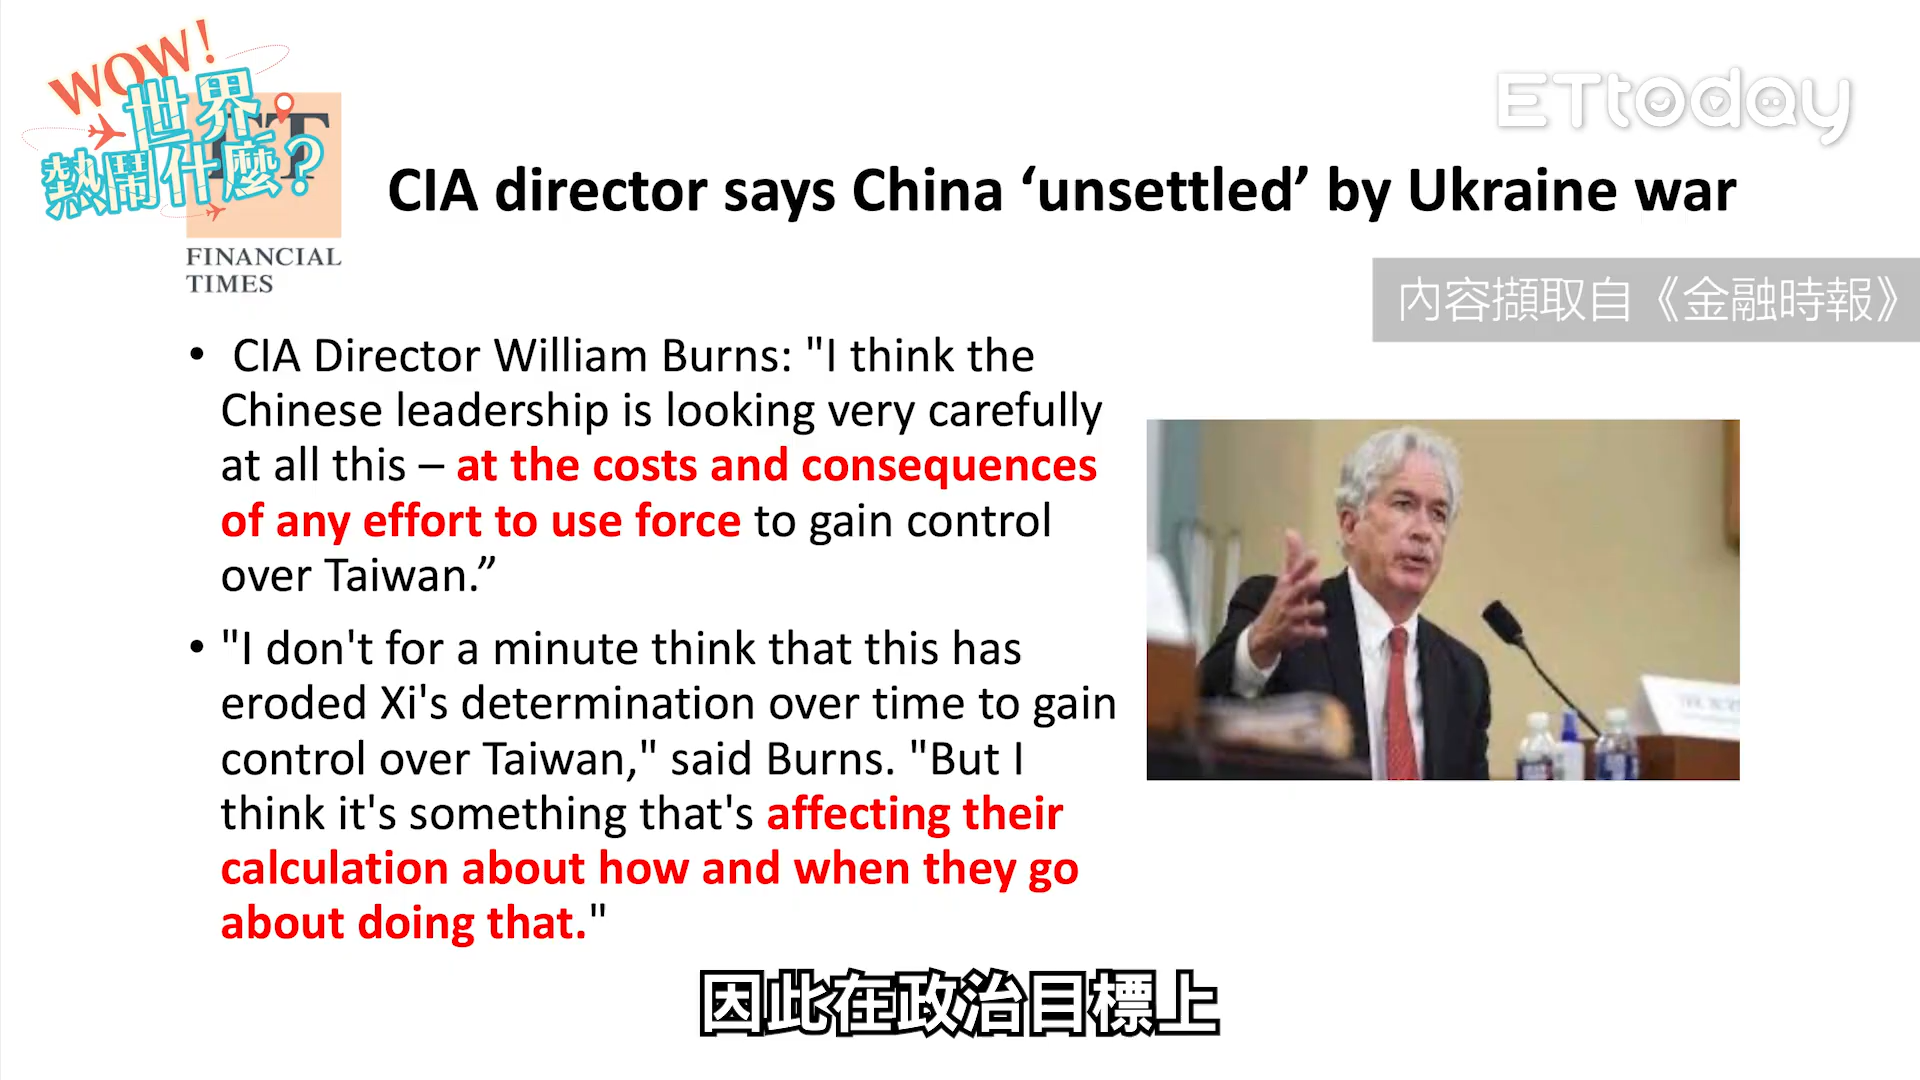 WOW!
世界
熱鬧什麼?
FT
FINANCIAL
TIMES
ETtoday
CIA director says China ‘unsettled’ by Ukraine war
內容擷取自《金融時報》
• CIA Director William Burns: "I think the
Chinese leadership is looking very carefully
at all this – at the costs and consequences
of any effort to use force to gain control
over Taiwan.”
• "I don't for a minute think that this has
eroded Xi's determination over time to gain
control over Taiwan," said Burns. "But I
think it's something that's affecting their
calculation about how and when they go
about doing that."
因此在政治目標上